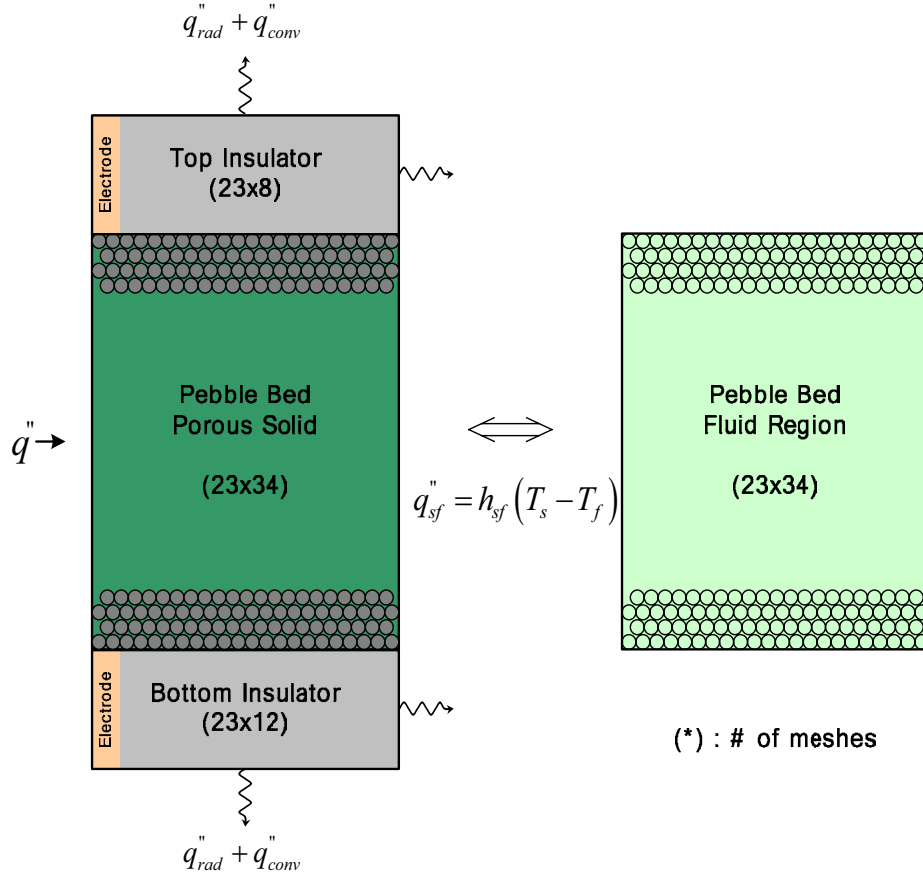 q"rad + q"conv
Electrode
Top Insulator
(23x8)
Pebble Bed
Porous Solid
(23x34)
q"
q"sf = hsf (Ts − Tf)
Pebble Bed
Fluid Region
(23x34)
Electrode
Bottom Insulator
(23x12)
(*) : # of meshes
q"rad + q"conv